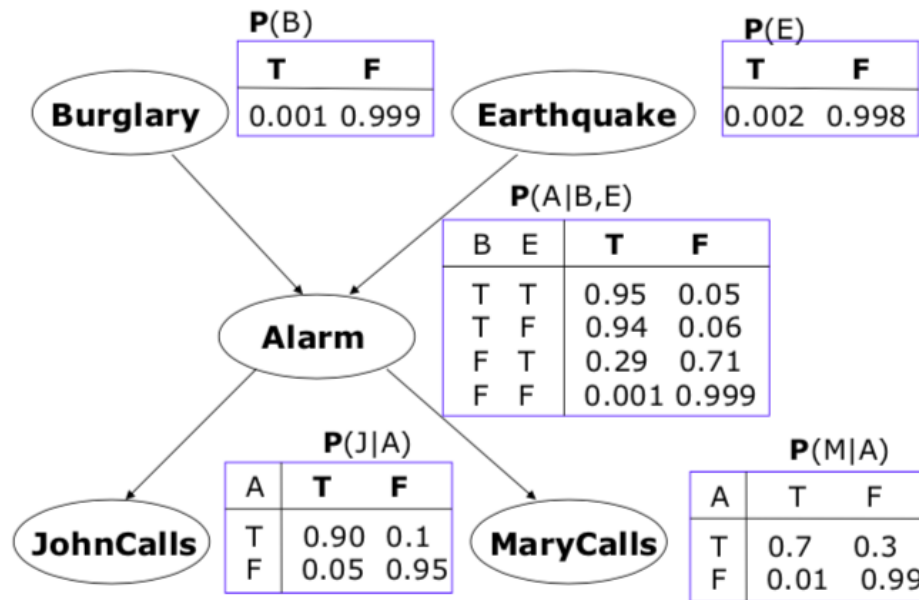 P(B)
T F
0.001 0.999
Burglary
P(E)
T F
0.002 0.998
Earthquake
P(A|B,E)
B E T F
T T 0.95 0.05
T F 0.94 0.06
F T 0.29 0.71
F F 0.001 0.999
Alarm
P(J|A)
A T F
T 0.90 0.1
F 0.05 0.95
JohnCalls
P(M|A)
A T F
T 0.7 0.3
F 0.01 0.99
MaryCalls